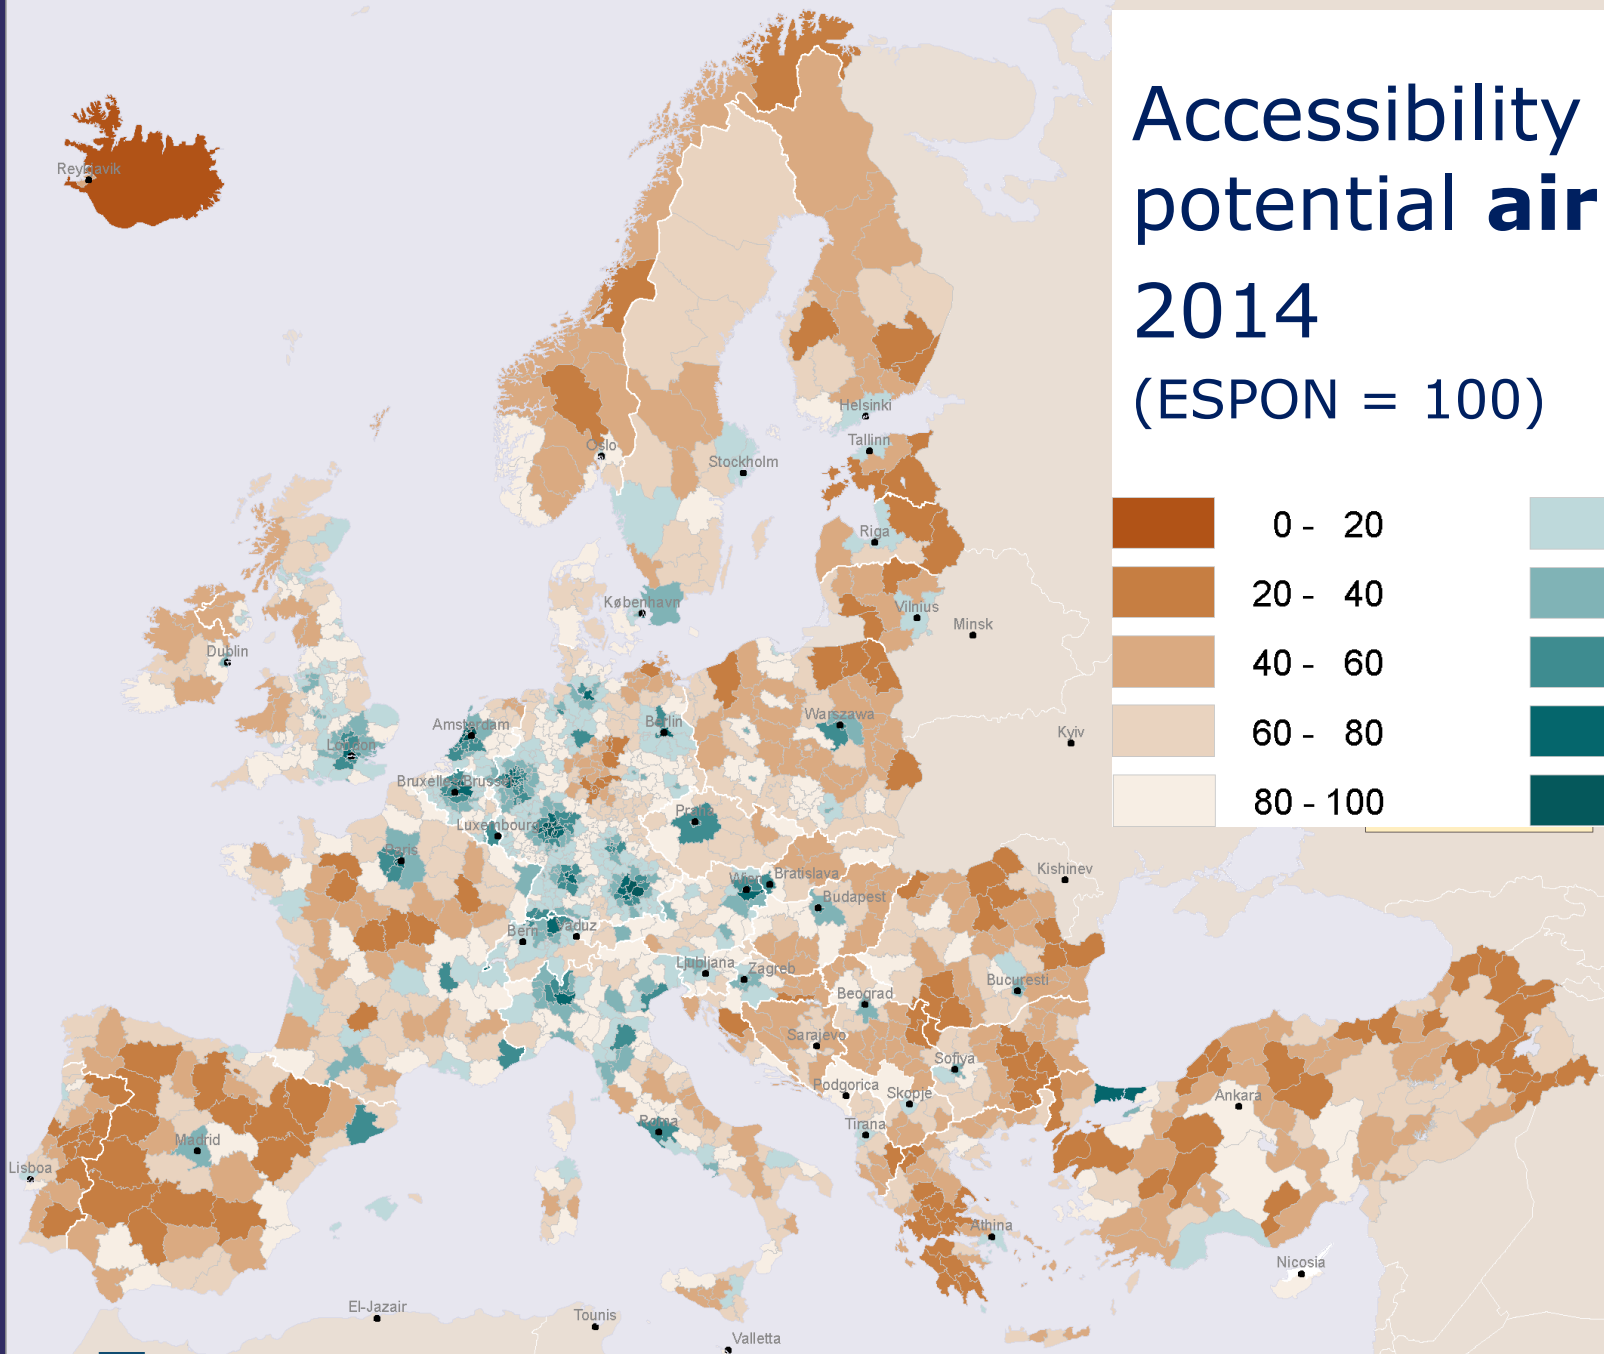 Accessibility
potential air
2014
(ESPON = 100)
0 - 20
20 - 40
40 - 60
60 - 80
80 - 100
Reykjavik
Helsinki
Tallinn
Oslo
Stockholm
Riga
København
Vilnius
Minsk
Dublin
Amsterdam
Berlin
Warszawa
London
Kyiv
Bruxelles/Brussel
Praha
Luxembourg
Paris
Kishinev
Wien
Bratislava
Budapest
Bern
Vaduz
Ljubljana
Zagreb
Bucuresti
Beograd
Sarajevo
Sofiya
Podgorica
Skopje
Ankara
Tirana
Roma
Madrid
Lisboa
Athina
Nicosia
El-Jazair
Tounis
Valletta